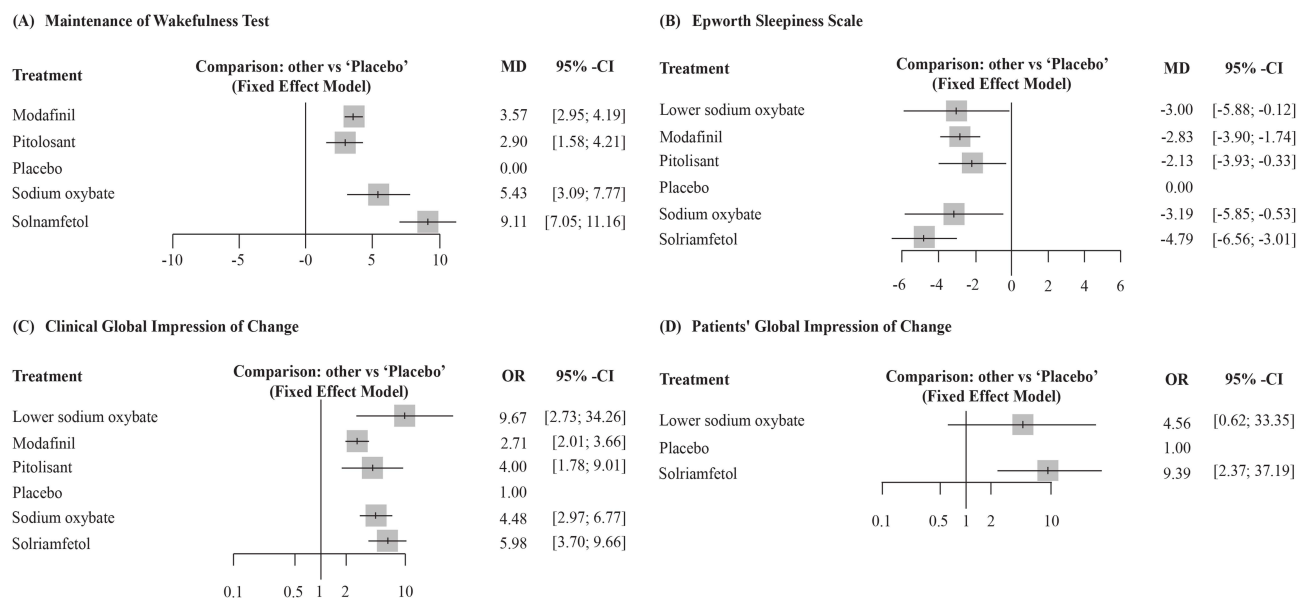 (A) Maintenance of Wakefulness Test
Treatment Comparison: other vs ‘Placebo’ (Fixed Effect Model) MD 95% -CI
Modafinil 3.57 [2.95; 4.19]
Pitolosant 2.90 [1.58; 4.21]
Placebo 0.00
Sodium oxybate 5.43 [3.09; 7.77]
Solnamfetol 9.11 [7.05; 11.16]
-10 -5 0 5 10
(B) Epworth Sleepiness Scale
Treatment Comparison: other vs ‘Placebo’ (Fixed Effect Model) MD 95% -CI
Lower sodium oxybate -3.00 [-5.88; -0.12]
Modafinil -2.83 [-3.90; -1.74]
Pitolisant -2.13 [-3.93; -0.33]
Placebo 0.00
Sodium oxybate -3.19 [-5.85; -0.53]
Solriamfetol -4.79 [-6.56; -3.01]
-6 -4 -2 0 2 4 6
(C) Clinical Global Impression of Change
Treatment Comparison: other vs ‘Placebo’ (Fixed Effect Model) OR 95% -CI
Lower sodium oxybate 9.67 [2.73; 34.26]
Modafinil 2.71 [2.01; 3.66]
Pitolisant 4.00 [1.78; 9.01]
Placebo 1.00
Sodium oxybate 4.48 [2.97; 6.77]
Solriamfetol 5.98 [3.70; 9.66]
0.1 0.5 1 2 10
(D) Patients' Global Impression of Change
Treatment Comparison: other vs ‘Placebo’ (Fixed Effect Model) OR 95% -CI
Lower sodium oxybate 4.56 [0.62; 33.35]
Placebo 1.00
Solriamfetol 9.39 [2.37; 37.19]
0.1 0.5 1 2 10